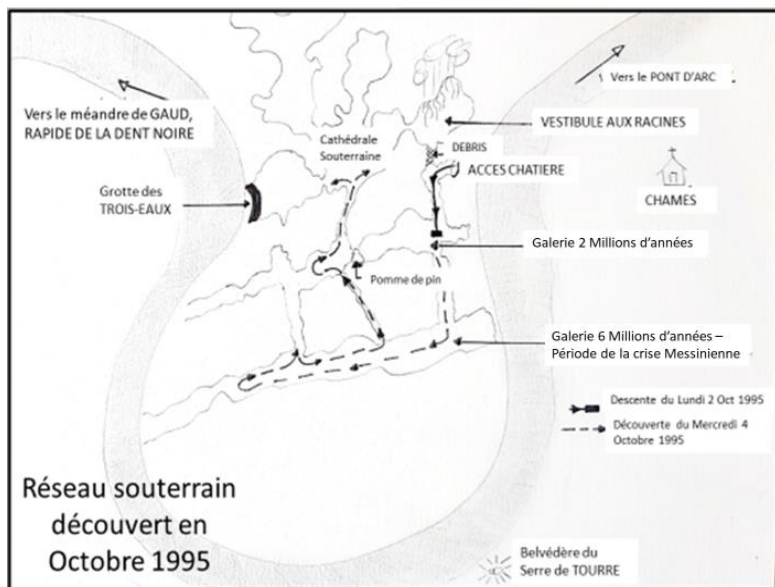 Vers le PONT D'ARC
Vers le méandre de GAUD,
RAPIDE DE LA DENT NOIRE
VESTIBULE AUX RACINES
Cathédrale
Souterraine
DEBRIS
ACCES CHATIERE
Grotte des
TROIS-EAUX
CHAMES
Galerie 2 Millions d'années
Pomme de pin
Galerie 6 Millions d'années –
Période de la crise Messinienne
Descente du Lundi 2 Oct 1995
Découverte du Mercredi 4
Octobre 1995
Réseau souterrain
découvert en
Octobre 1995
Belvédère du
Serre de TOURRE